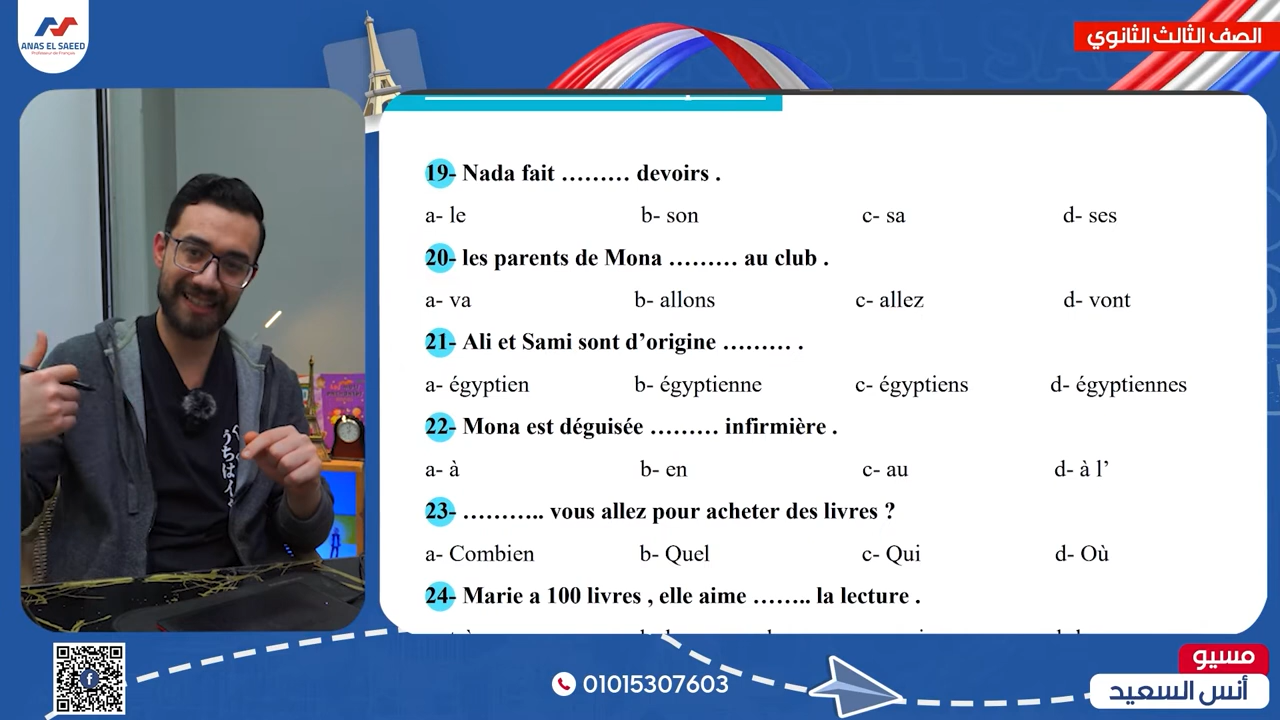 ANAS EL SAEED
Professeur de Français
الصف الثالث الثانوي
19- Nada fait ……… devoirs .
a- le b- son c- sa d- ses
20- les parents de Mona ……… au club .
a- va b- allons c- allez d- vont
21- Ali et Sami sont d’origine ……… .
a- égyptien b- égyptienne c- égyptiens d- égyptiennes
22- Mona est déguisée ……… infirmière .
a- à b- en c- au d- à l’
23- ……….. vous allez pour acheter des livres ?
a- Combien b- Quel c- Qui d- Où
24- Marie a 100 livres , elle aime …….. la lecture .
01015307603
مسيو
أنس السعيد